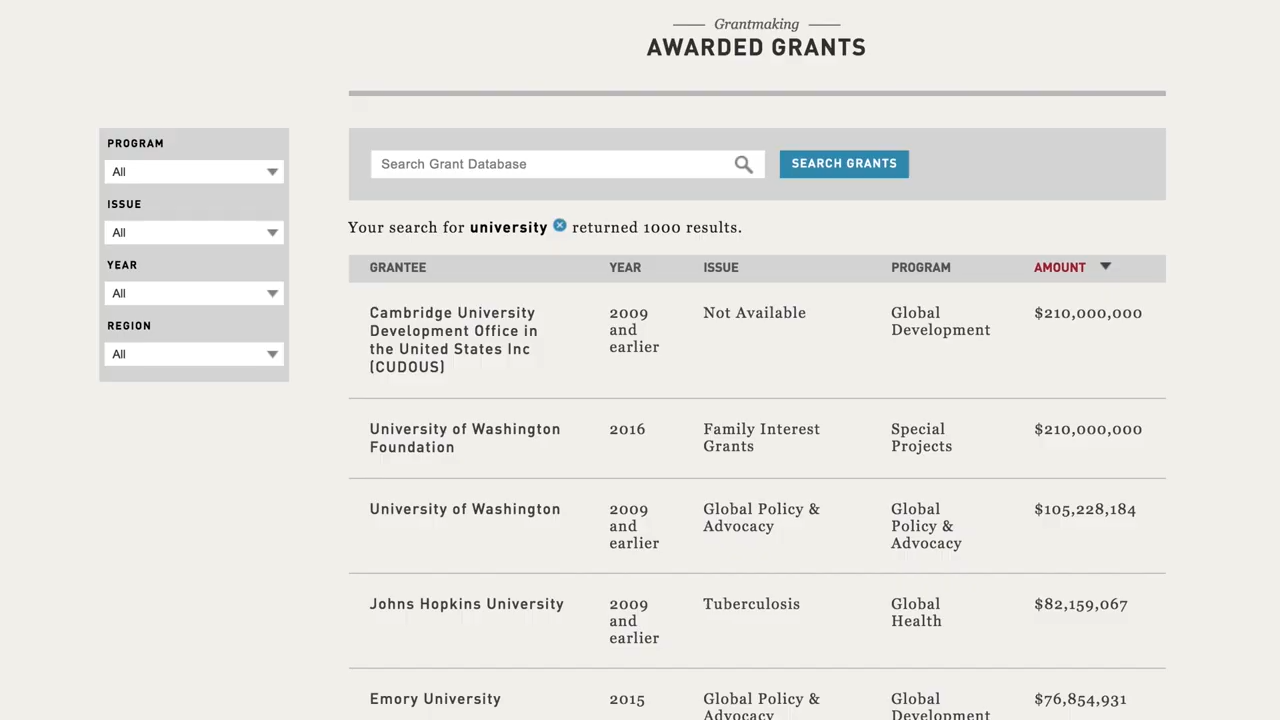 Grantmaking
AWARDED GRANTS
PROGRAM
All
ISSUE
All
YEAR
All
REGION
All
Search Grant Database
SEARCH GRANTS
Your search for university returned 1000 results.
GRANTEE YEAR ISSUE PROGRAM AMOUNT
Cambridge University 2009 Not Available Global $210,000,000
Development Office in and Development
the United States Inc earlier
(CUDOUS)
University of Washington 2016 Family Interest Special $210,000,000
Foundation Grants Projects
University of Washington 2009 Global Policy & Global $105,228,184
and Advocacy Policy &
earlier Advocacy
Johns Hopkins University 2009 Tuberculosis Global $82,159,067
and Health
earlier
Emory University 2015 Global Policy & Global $76,854,931
Advocacy Development